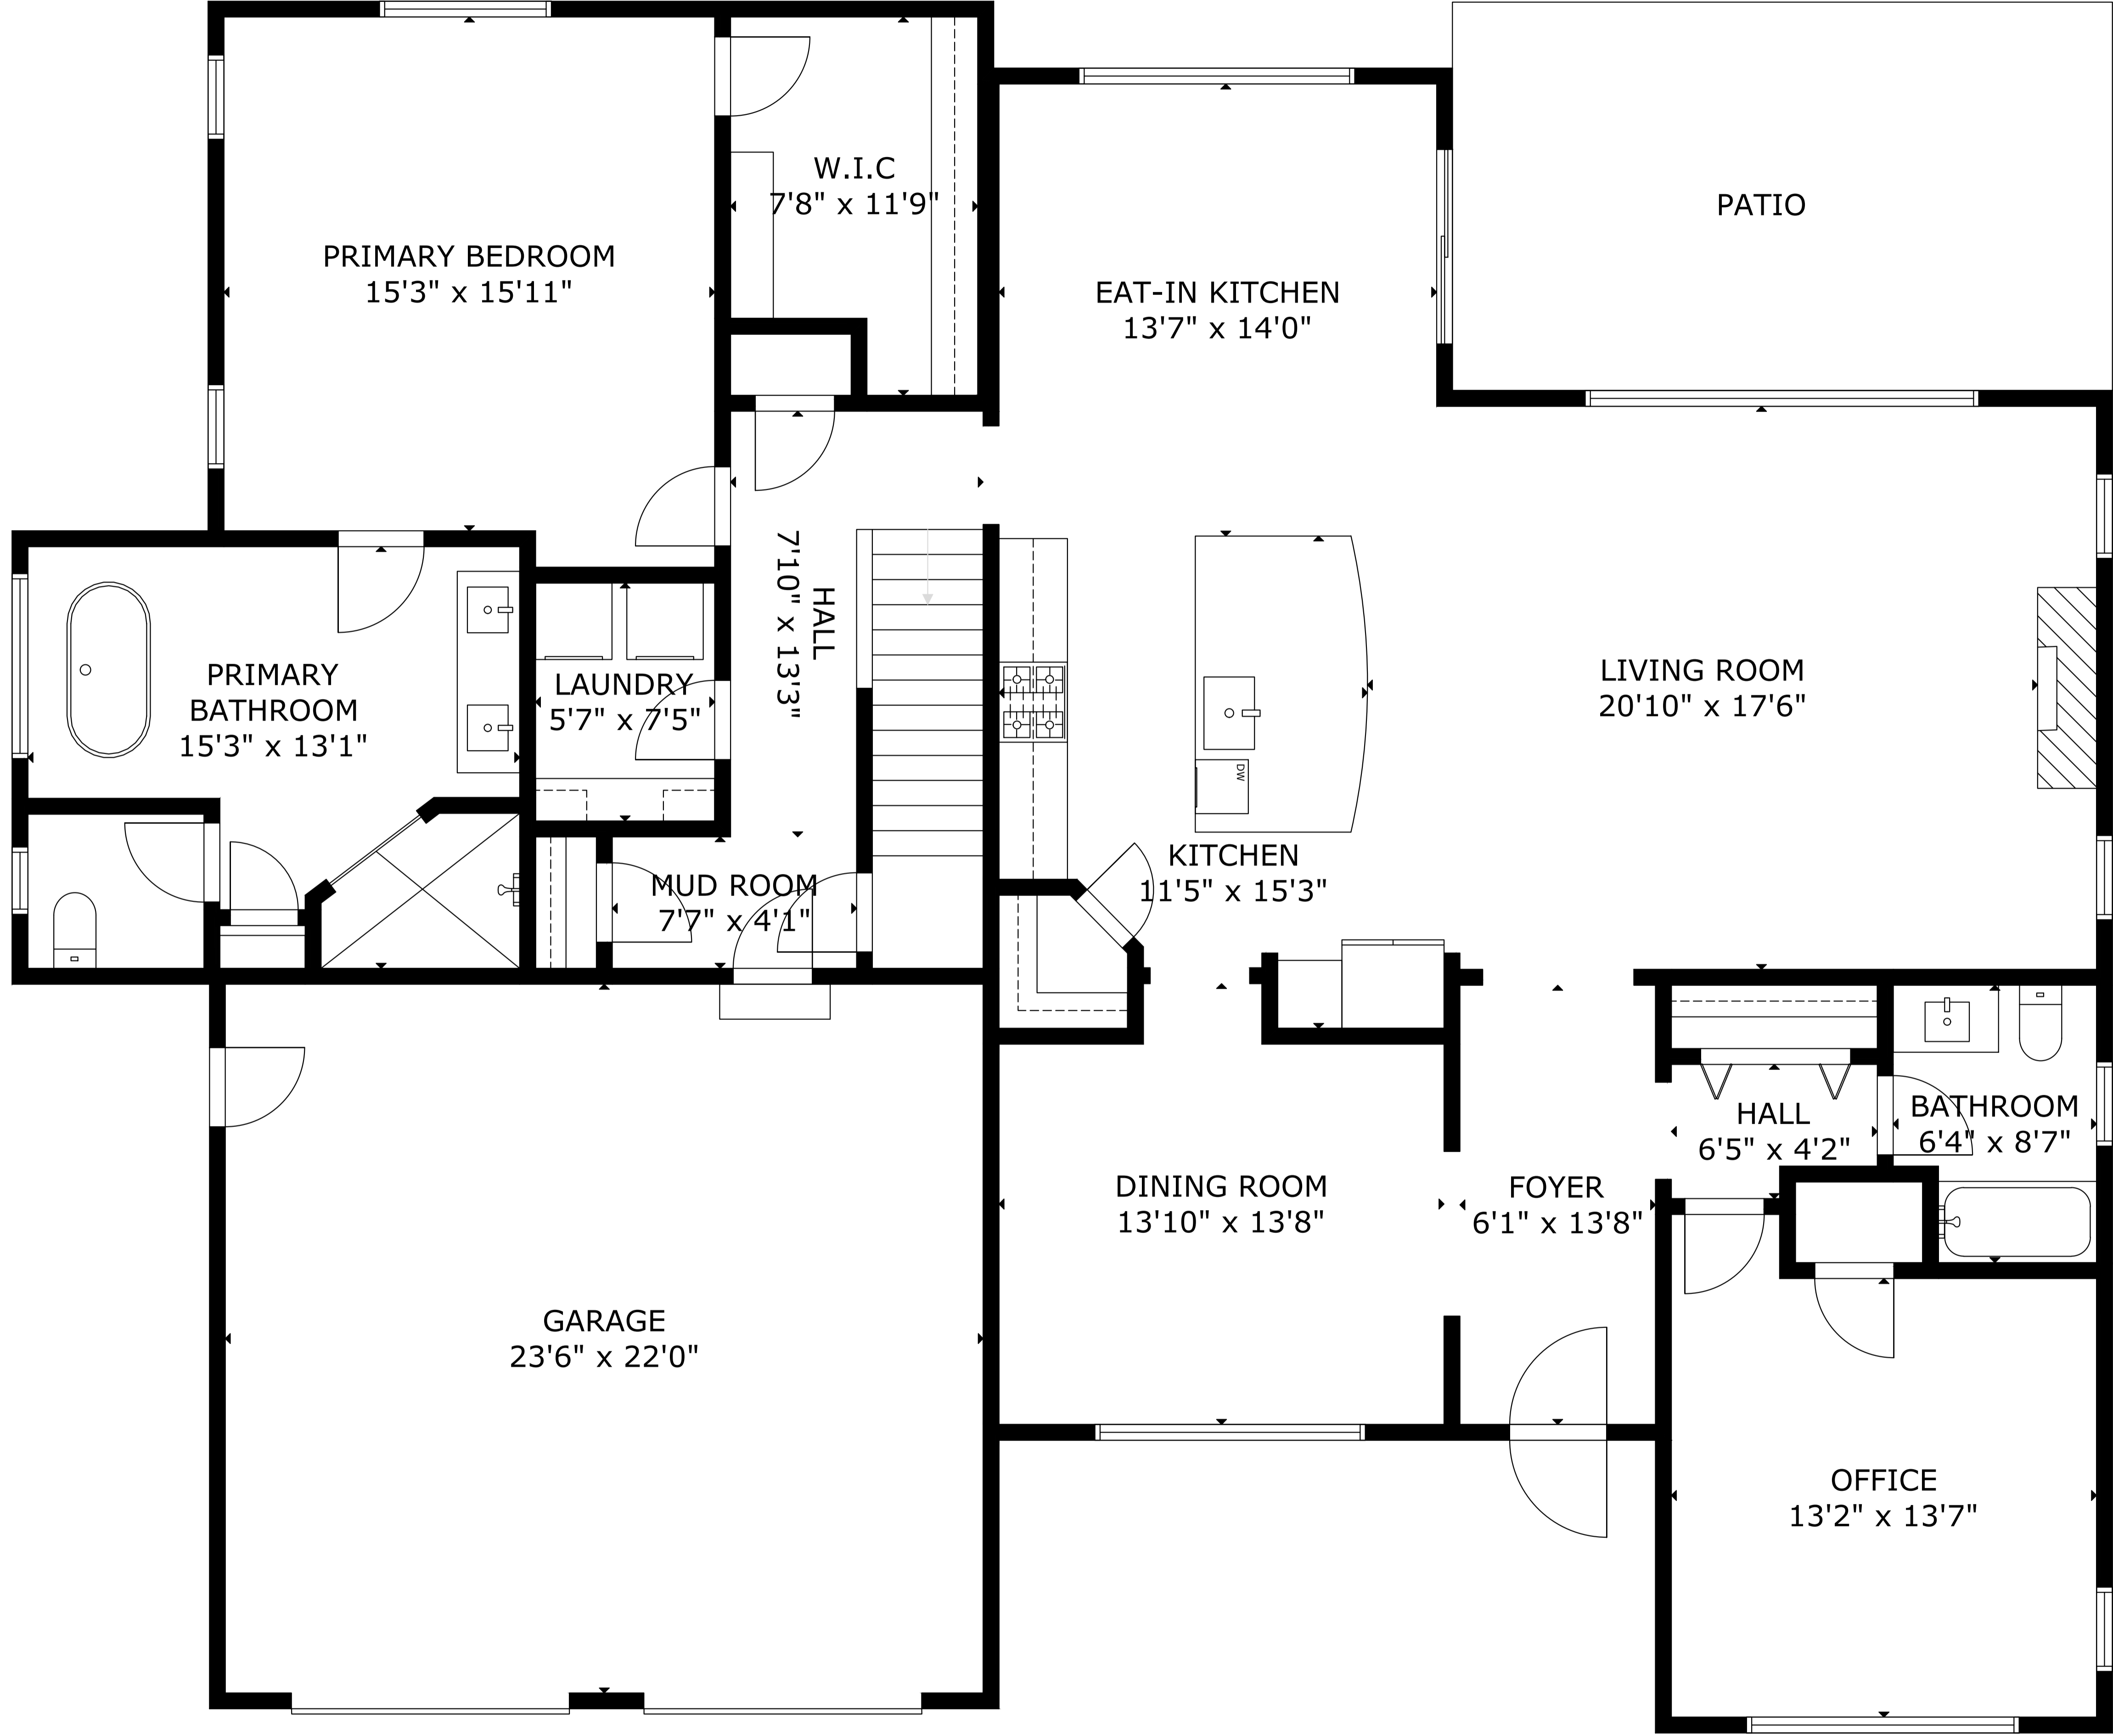 W.I.C
7'8" x 11'9"
PATIO
PRIMARY BEDROOM
15'3" x 15'11"
EAT-IN KITCHEN
13'7" x 14'0"
HALL
7'10" x 13'3"
PRIMARY
BATHROOM
15'3" x 13'1"
LAUNDRY
5'7" x 7'5"
LIVING ROOM
20'10" x 17'6"
DW
KITCHEN
11'5" x 15'3"
MUD ROOM
7'7" x 4'1"
HALL
6'5" x 4'2"
BATHROOM
6'4" x 8'7"
DINING ROOM
13'10" x 13'8"
FOYER
6'1" x 13'8"
GARAGE
23'6" x 22'0"
OFFICE
13'2" x 13'7"